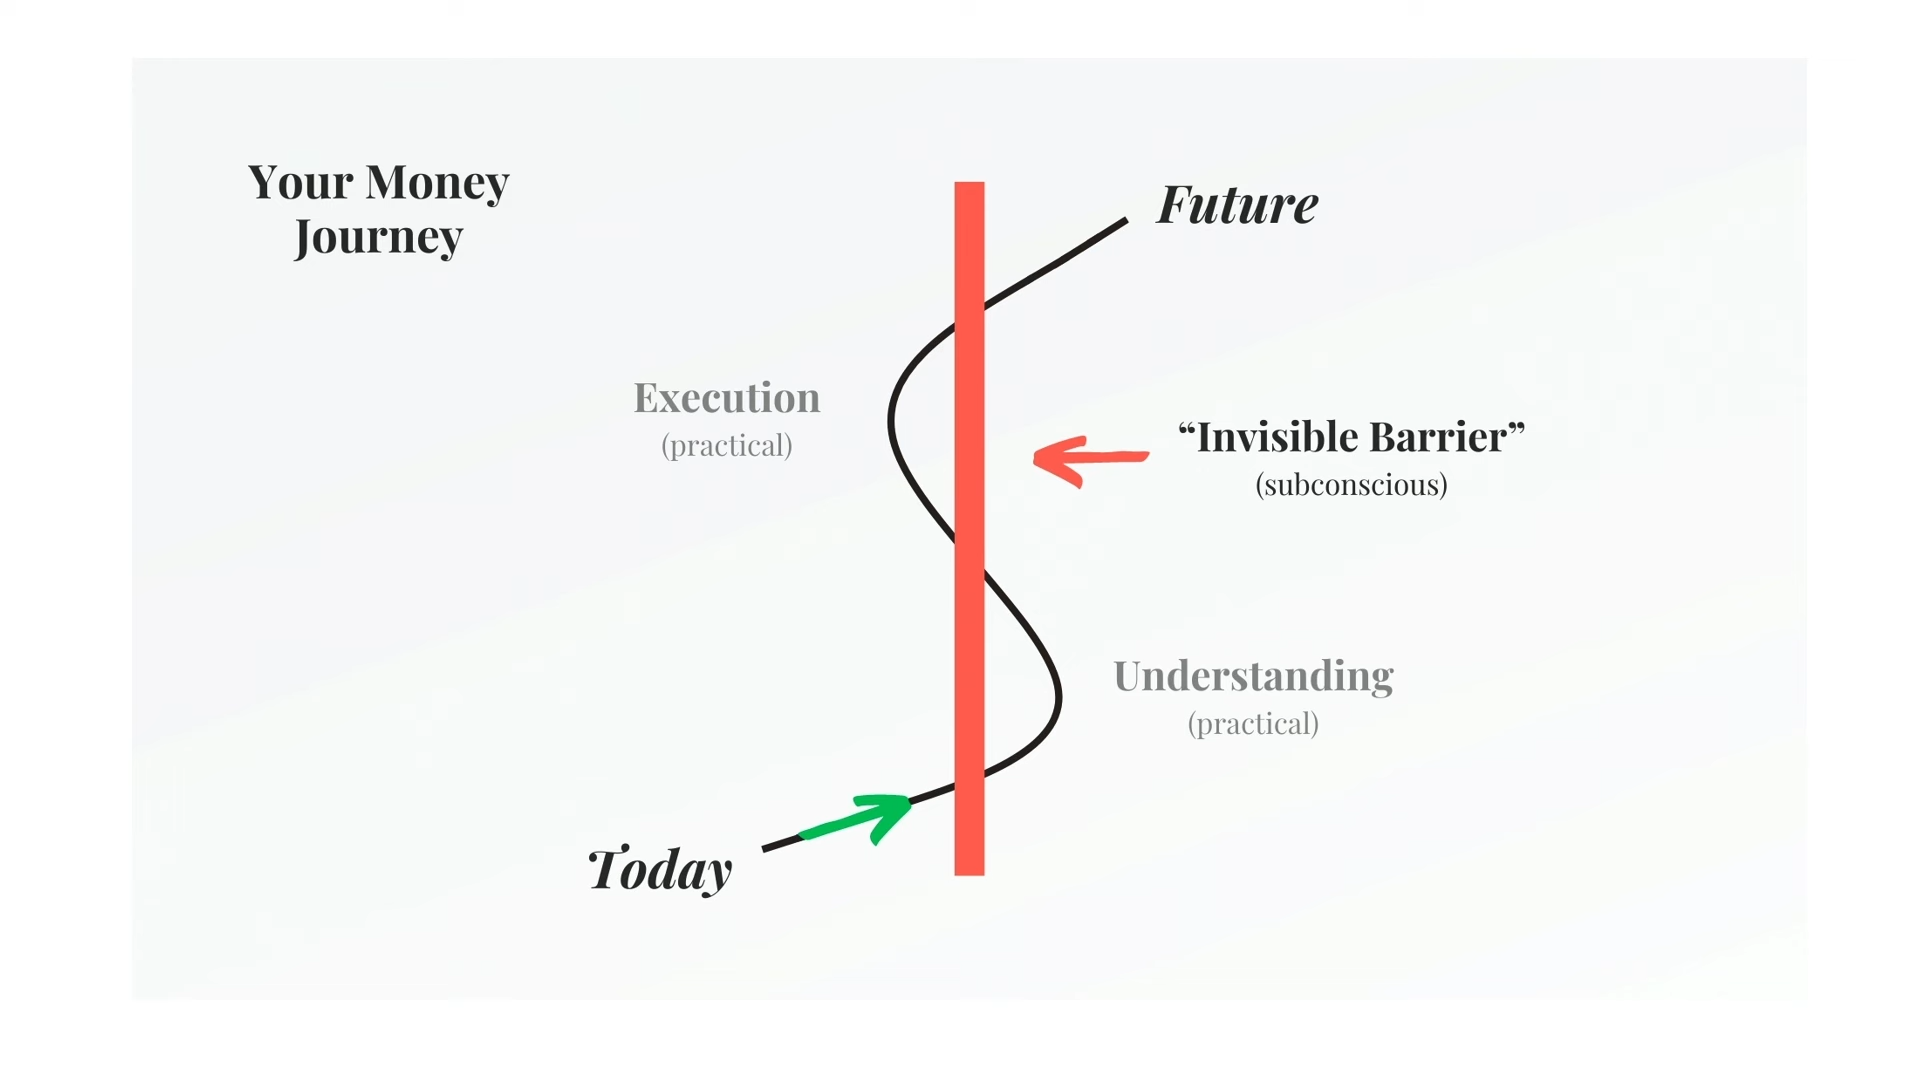 Your Money
Journey
Future
Execution
(practical)
“Invisible Barrier”
(subconscious)
Understanding
(practical)
Today